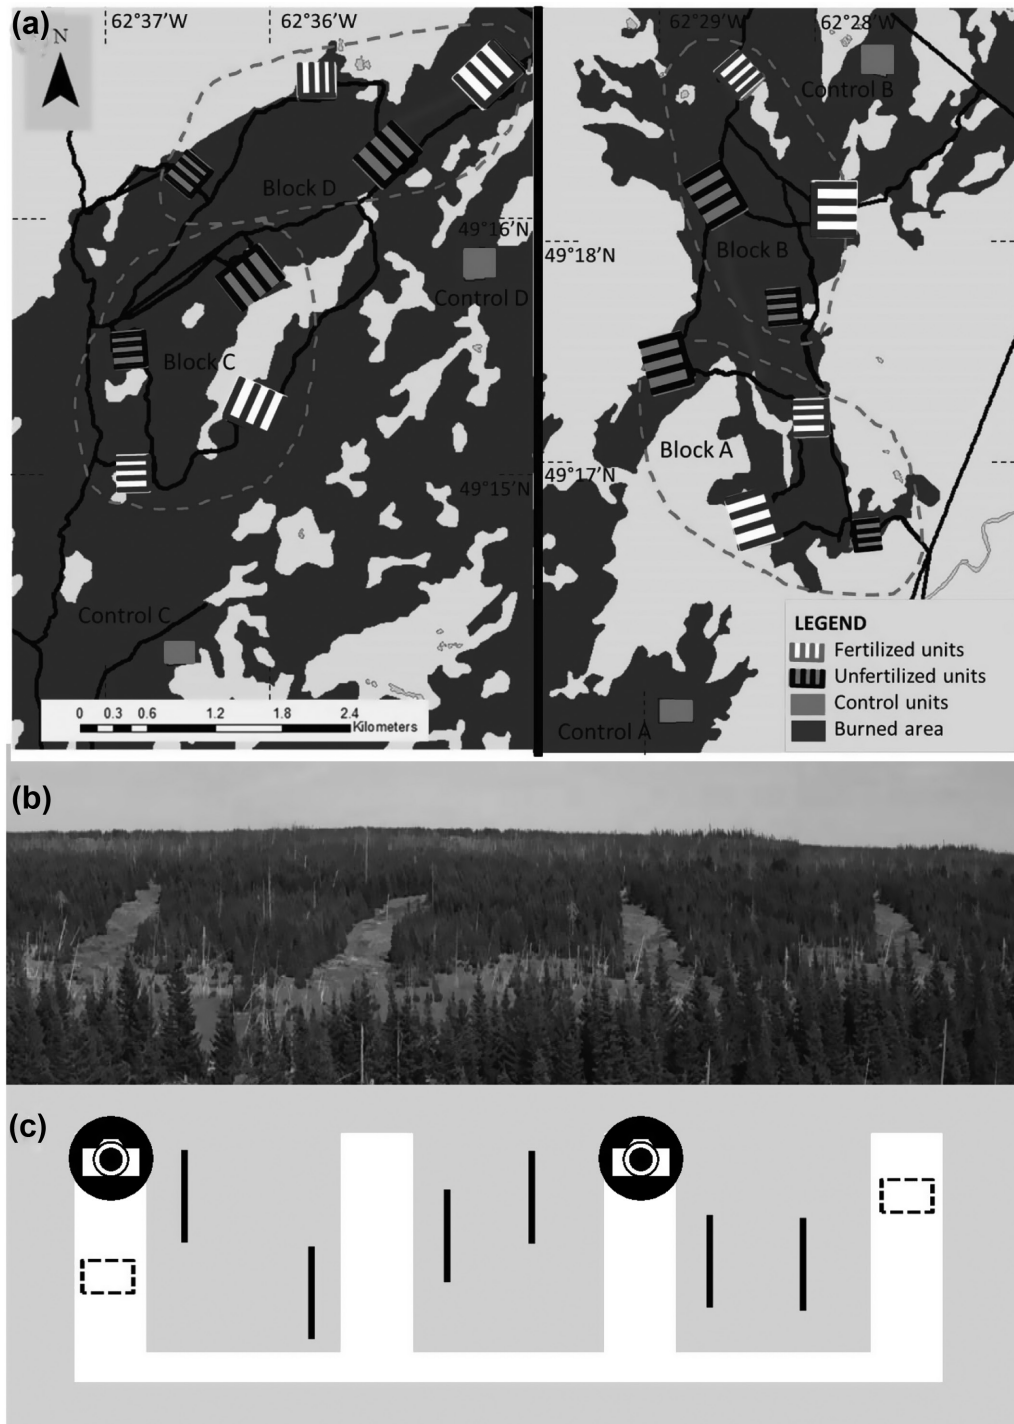 (a)
N
62°37'W
62°36'W
62°29'W
62°28'W
Control B
Block D
49°16'N
49°18'N
Control D
Block B
Block C
Block A
49°17'N
49°15'N
Control C
Control A
LEGEND
Fertilized units
Unfertilized units
Control units
Burned area
0 0.3 0.6 1.2 1.8 2.4
Kilometers
(b)
(c)